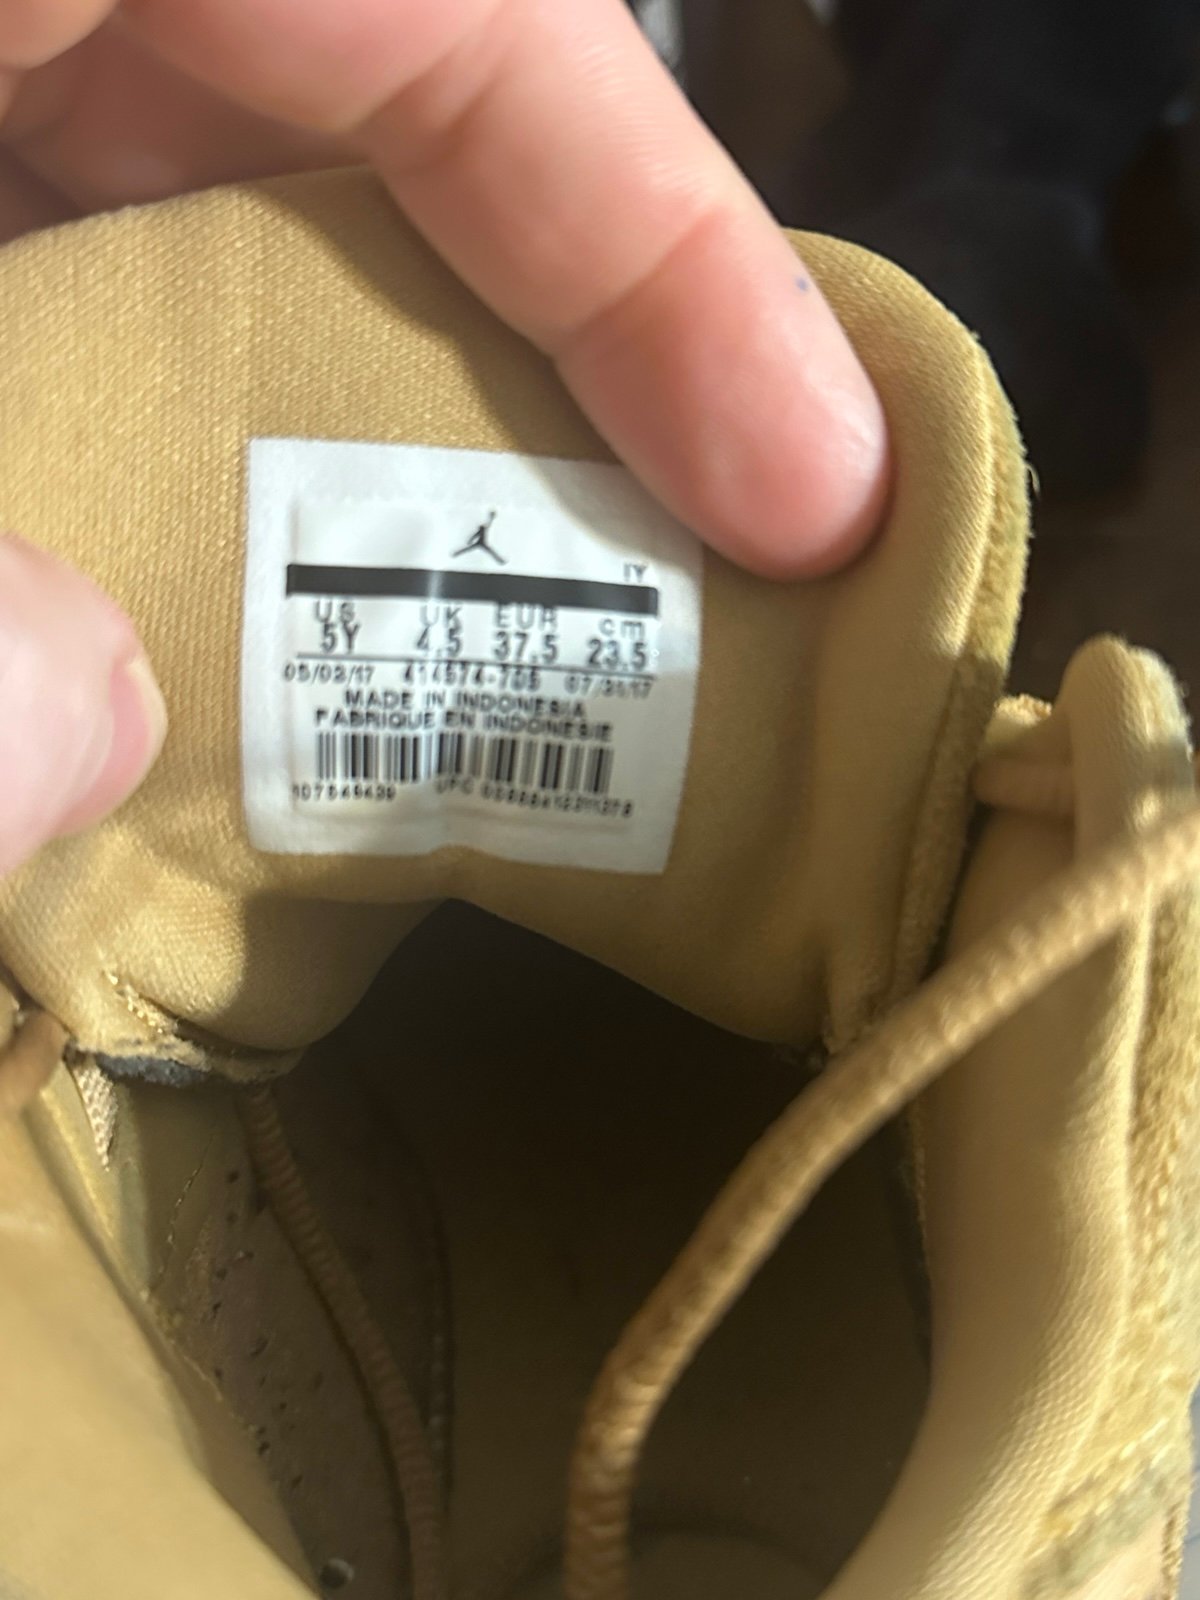 IY
US UK EUR cm
5Y 4.5 37.5 23.5
05/02/17 414574-705 07/31/17
MADE IN INDONESIA
FABRIQUE EN INDONESIE
UPC